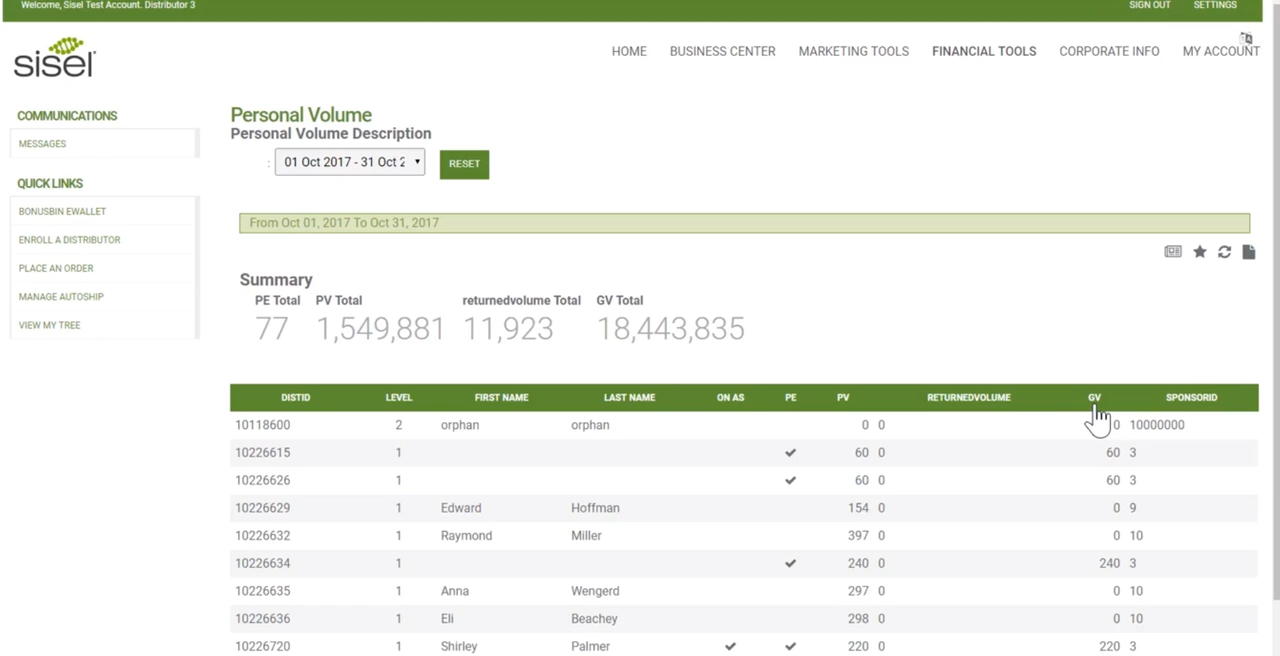 Welcome, Sisel Test Account. Distributor 3
SIGN OUT SETTINGS
sisel
HOME BUSINESS CENTER MARKETING TOOLS FINANCIAL TOOLS CORPORATE INFO MY ACCOUNT
COMMUNICATIONS
MESSAGES
QUICK LINKS
BONUSBIN EWALLET
ENROLL A DISTRIBUTOR
PLACE AN ORDER
MANAGE AUTOSHIP
VIEW MY TREE
Personal Volume
Personal Volume Description
: 01 Oct 2017 - 31 Oct 2 RESET
From Oct 01, 2017 To Oct 31, 2017
Summary
PE Total PV Total returnedvolume Total GV Total
77 1,549,881 11,923 18,443,835
DISTID LEVEL FIRST NAME LAST NAME ON AS PE PV RETURNEDVOLUME GV SPONSORID
10118600 2 orphan orphan 0 0 0 10000000
10226615 1 60 0 60 3
10226626 1 60 0 60 3
10226629 1 Edward Hoffman 154 0 0 9
10226632 1 Raymond Miller 397 0 0 10
10226634 1 240 0 240 3
10226635 1 Anna Wengerd 297 0 0 10
10226636 1 Eli Beachey 298 0 0 10
10226720 1 Shirley Palmer 220 0 220 3